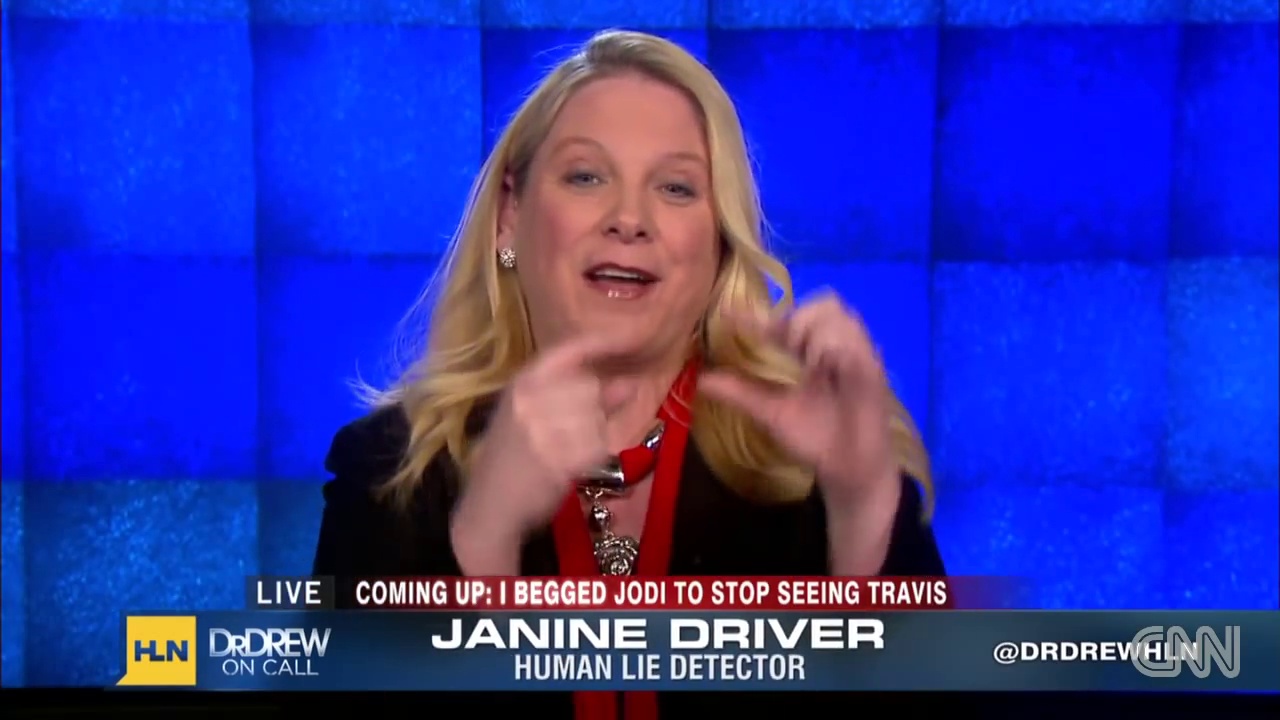 LIVE COMING UP: I BEGGED JODI TO STOP SEEING TRAVIS
HLN DRDREW ON CALL
JANINE DRIVER
HUMAN LIE DETECTOR
@DRDREWHLN
CNN